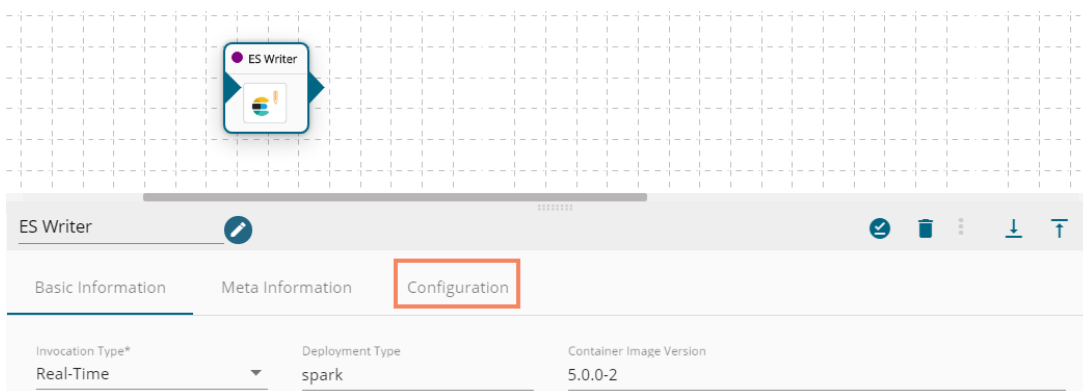 ES Writer
ES Writer
Basic Information Meta Information Configuration
Invocation Type* Deployment Type Container Image Version
Real-Time spark 5.0.0-2